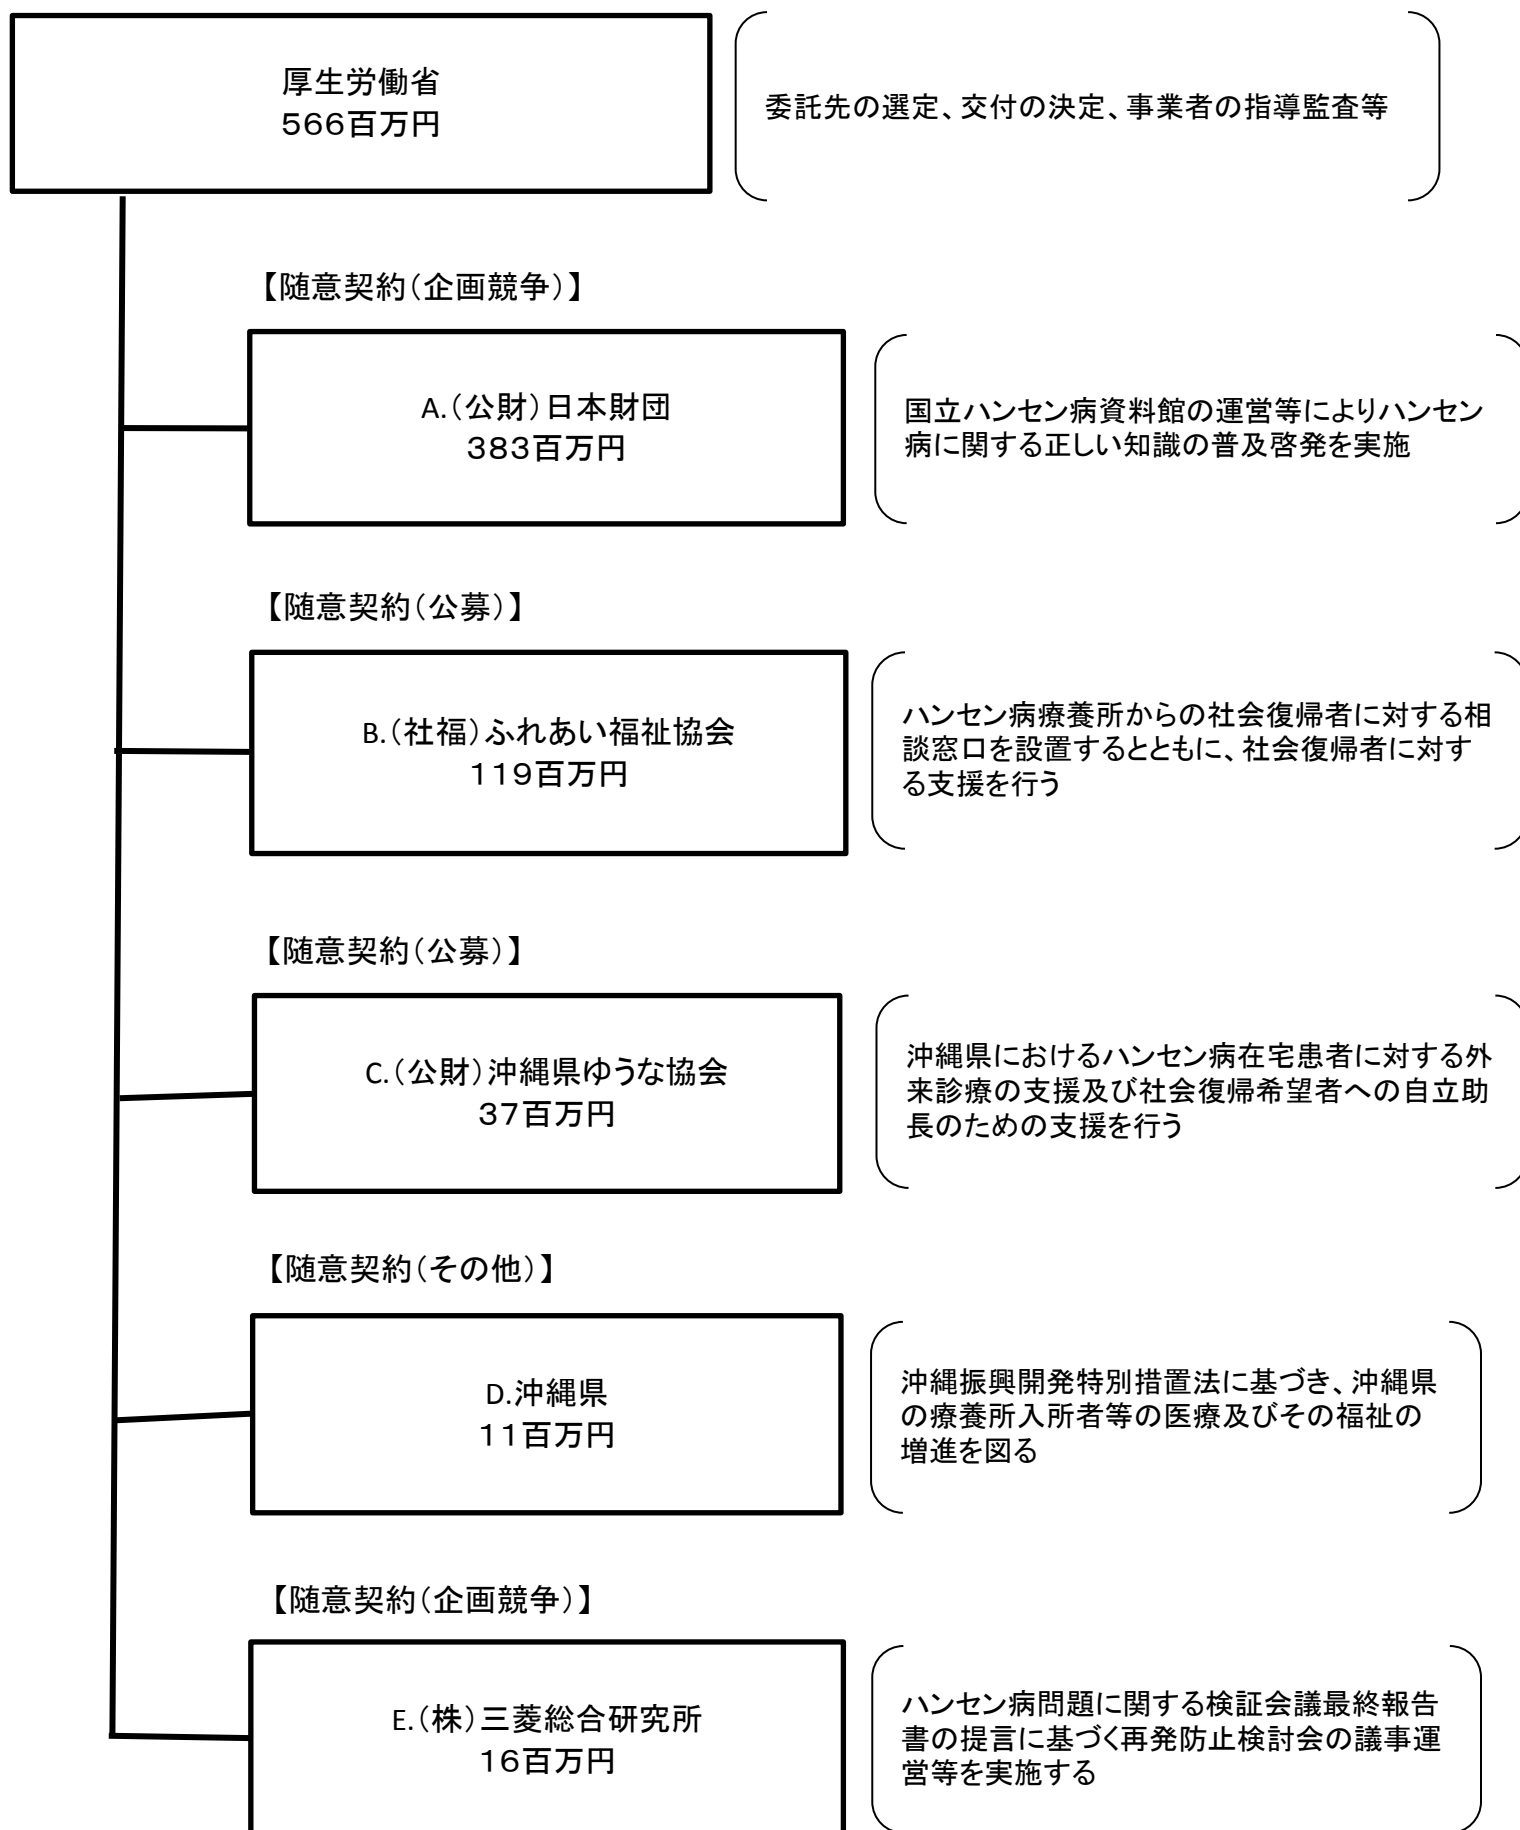 厚生労働省
566百万円
委託先の選定、交付の決定、事業者の指導監査等
【随意契約(企画競争)】
A.(公財)日本財団
383百万円
国立ハンセン病資料館の運営等によりハンセン
病に関する正しい知識の普及啓発を実施
【随意契約(公募)】
B.(社福)ふれあい福祉協会
119百万円
ハンセン病療養所からの社会復帰者に対する相
談窓口を設置するとともに、社会復帰者に対す
る支援を行う
【随意契約(公募)】
C.(公財)沖縄県ゆうな協会
37百万円
沖縄県におけるハンセン病在宅患者に対する外
来診療の支援及び社会復帰希望者への自立助
長のための支援を行う
【随意契約(その他)】
D.沖縄県
11百万円
沖縄振興開発特別措置法に基づき、沖縄県
の療養所入所者等の医療及びその福祉の
増進を図る
【随意契約(企画競争)】
E.(株)三菱総合研究所
16百万円
ハンセン病問題に関する検証会議最終報告
書の提言に基づく再発防止検討会の議事運
営等を実施する